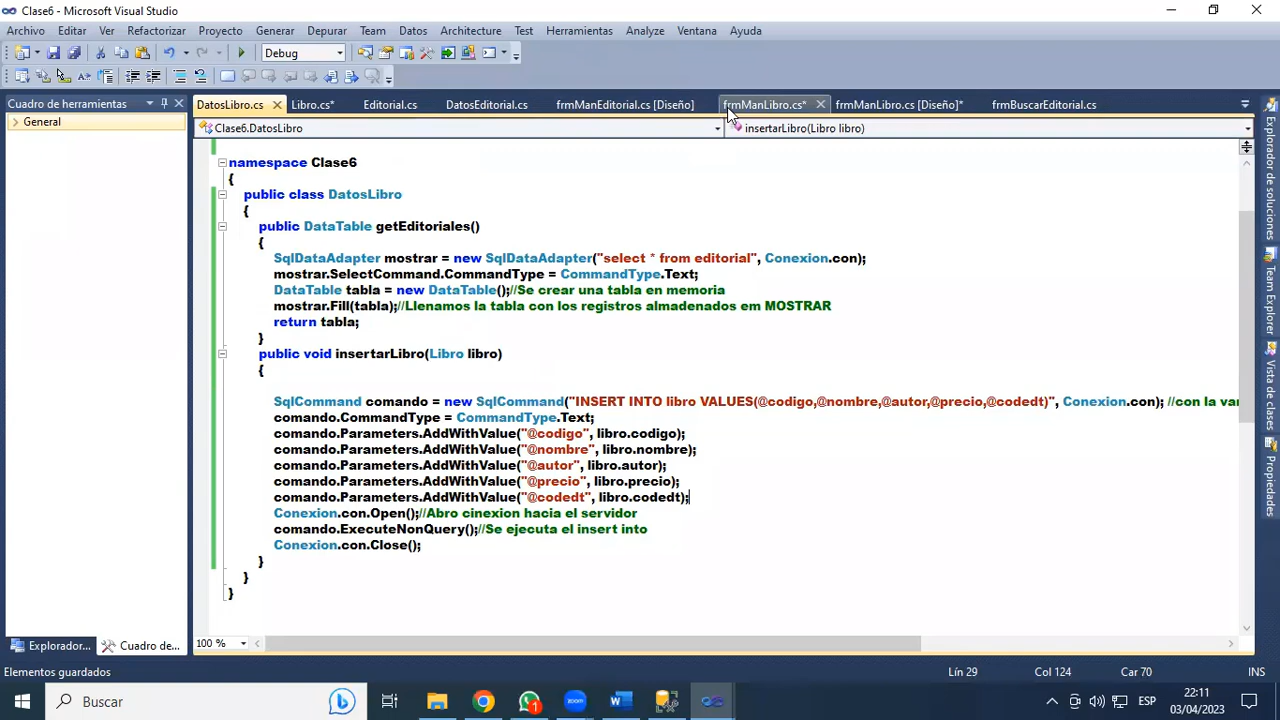 Clase6 - Microsoft Visual Studio
Archivo Editar Ver Refactorizar Proyecto Generar Depurar Team Datos Architecture Test Herramientas Analyze Ventana Ayuda
Debug
Cuadro de herramientas
General
DatosLibro.cs Libro.cs* Editorial.cs DatosEditorial.cs frmManEditorial.cs [Diseño] frmManLibro.cs* frmManLibro.cs [Diseño]* frmBuscarEditorial.cs
Clase6.DatosLibro insertarLibro(Libro libro)
namespace Clase6
{
public class DatosLibro
{
public DataTable getEditoriales()
{
SqlDataAdapter mostrar = new SqlDataAdapter("select * from editorial", Conexion.con);
mostrar.SelectCommand.CommandType = CommandType.Text;
DataTable tabla = new DataTable();//Se crear una tabla en memoria
mostrar.Fill(tabla);//Llenamos la tabla con los registros almadenados em MOSTRAR
return tabla;
}
public void insertarLibro(Libro libro)
{
SqlCommand comando = new SqlCommand("INSERT INTO libro VALUES(@codigo,@nombre,@autor,@precio,@codedt)", Conexion.con); //con la var
comando.CommandType = CommandType.Text;
comando.Parameters.AddWithValue("@codigo", libro.codigo);
comando.Parameters.AddWithValue("@nombre", libro.nombre);
comando.Parameters.AddWithValue("@autor", libro.autor);
comando.Parameters.AddWithValue("@precio", libro.precio);
comando.Parameters.AddWithValue("@codedt", libro.codedt);
Conexion.con.Open();//Abro cinexion hacia el servidor
comando.ExecuteNonQuery();//Se ejecuta el insert into
Conexion.con.Close();
}
}
}
100 %
Explorador de soluciones
Team Explorer
Vista de clases
Propiedades
Explorador... Cuadro de...
Elementos guardados Lín 29 Col 124 Car 70 INS
Buscar
1
zoom
ESP
22:11
03/04/2023